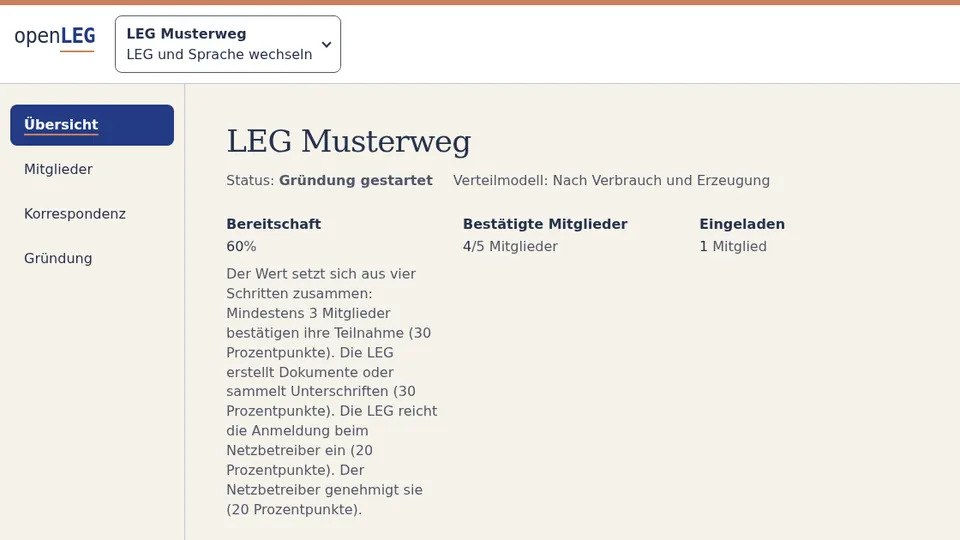 openLEG
LEG Musterweg
LEG und Sprache wechseln
Übersicht
Mitglieder
Korrespondenz
Gründung
LEG Musterweg
Status: Gründung gestartet Verteilmodell: Nach Verbrauch und Erzeugung
Bereitschaft
60%
Der Wert setzt sich aus vier
Schritten zusammen:
Mindestens 3 Mitglieder
bestätigen ihre Teilnahme (30
Prozentpunkte). Die LEG
erstellt Dokumente oder
sammelt Unterschriften (30
Prozentpunkte). Die LEG reicht
die Anmeldung beim
Netzbetreiber ein (20
Prozentpunkte). Der
Netzbetreiber genehmigt sie
(20 Prozentpunkte).
Bestätigte Mitglieder
4/5 Mitglieder
Eingeladen
1 Mitglied